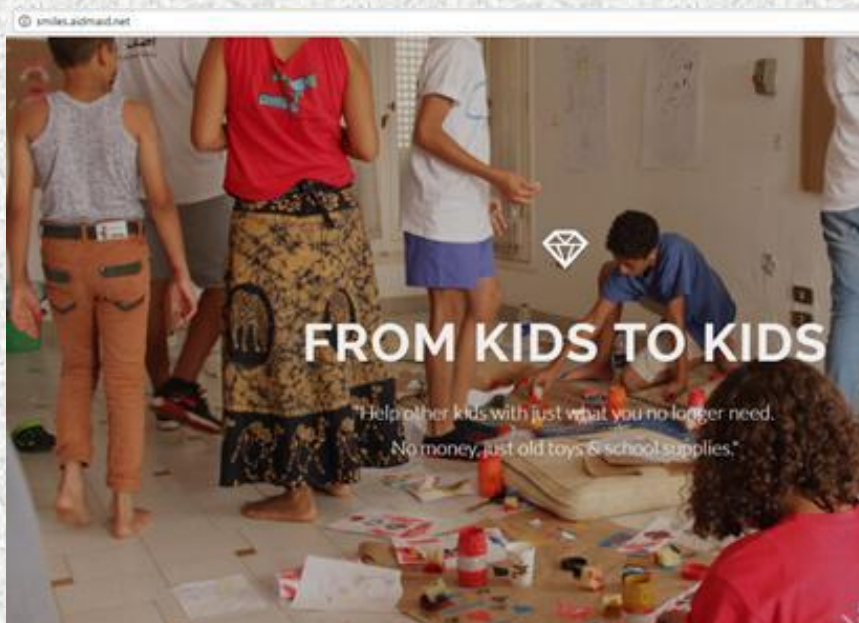 smiles.aidmaid.net
FROM KIDS TO KIDS
"Help other kids with just what you no longer need.
No money, just old toys & school supplies."